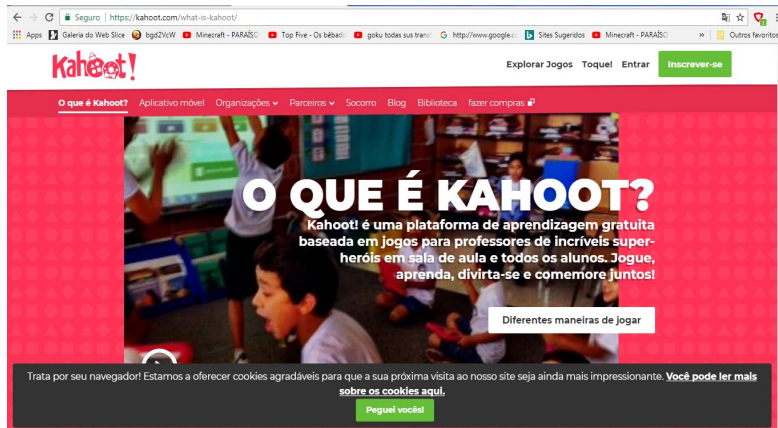 Seguro | https://kahoot.com/what-is-kahoot/
Apps Galeria do Web Slice bgd2VcW Minecraft - PARAÍSO Top Five - Os bêbado goku todas sus transf http://www.google.c Sites Sugeridos Minecraft - PARAÍSO » Outros favoritos
Kahoot! Explorar Jogos Toque! Entrar Inscrever-se
O que é Kahoot? Aplicativo móvel Organizações Parceiros Socorro Blog Biblioteca fazer compras
O QUE É KAHOOT?
Kahoot! é uma plataforma de aprendizagem gratuita
baseada em jogos para professores de incríveis super-
heróis em sala de aula e todos os alunos. Jogue,
aprenda, divirta-se e comemore juntos!
Diferentes maneiras de jogar
Trata por seu navegador! Estamos a oferecer cookies agradáveis para que a sua próxima visita ao nosso site seja ainda mais impressionante. Você pode ler mais
sobre os cookies aqui.
Peguei vocês!